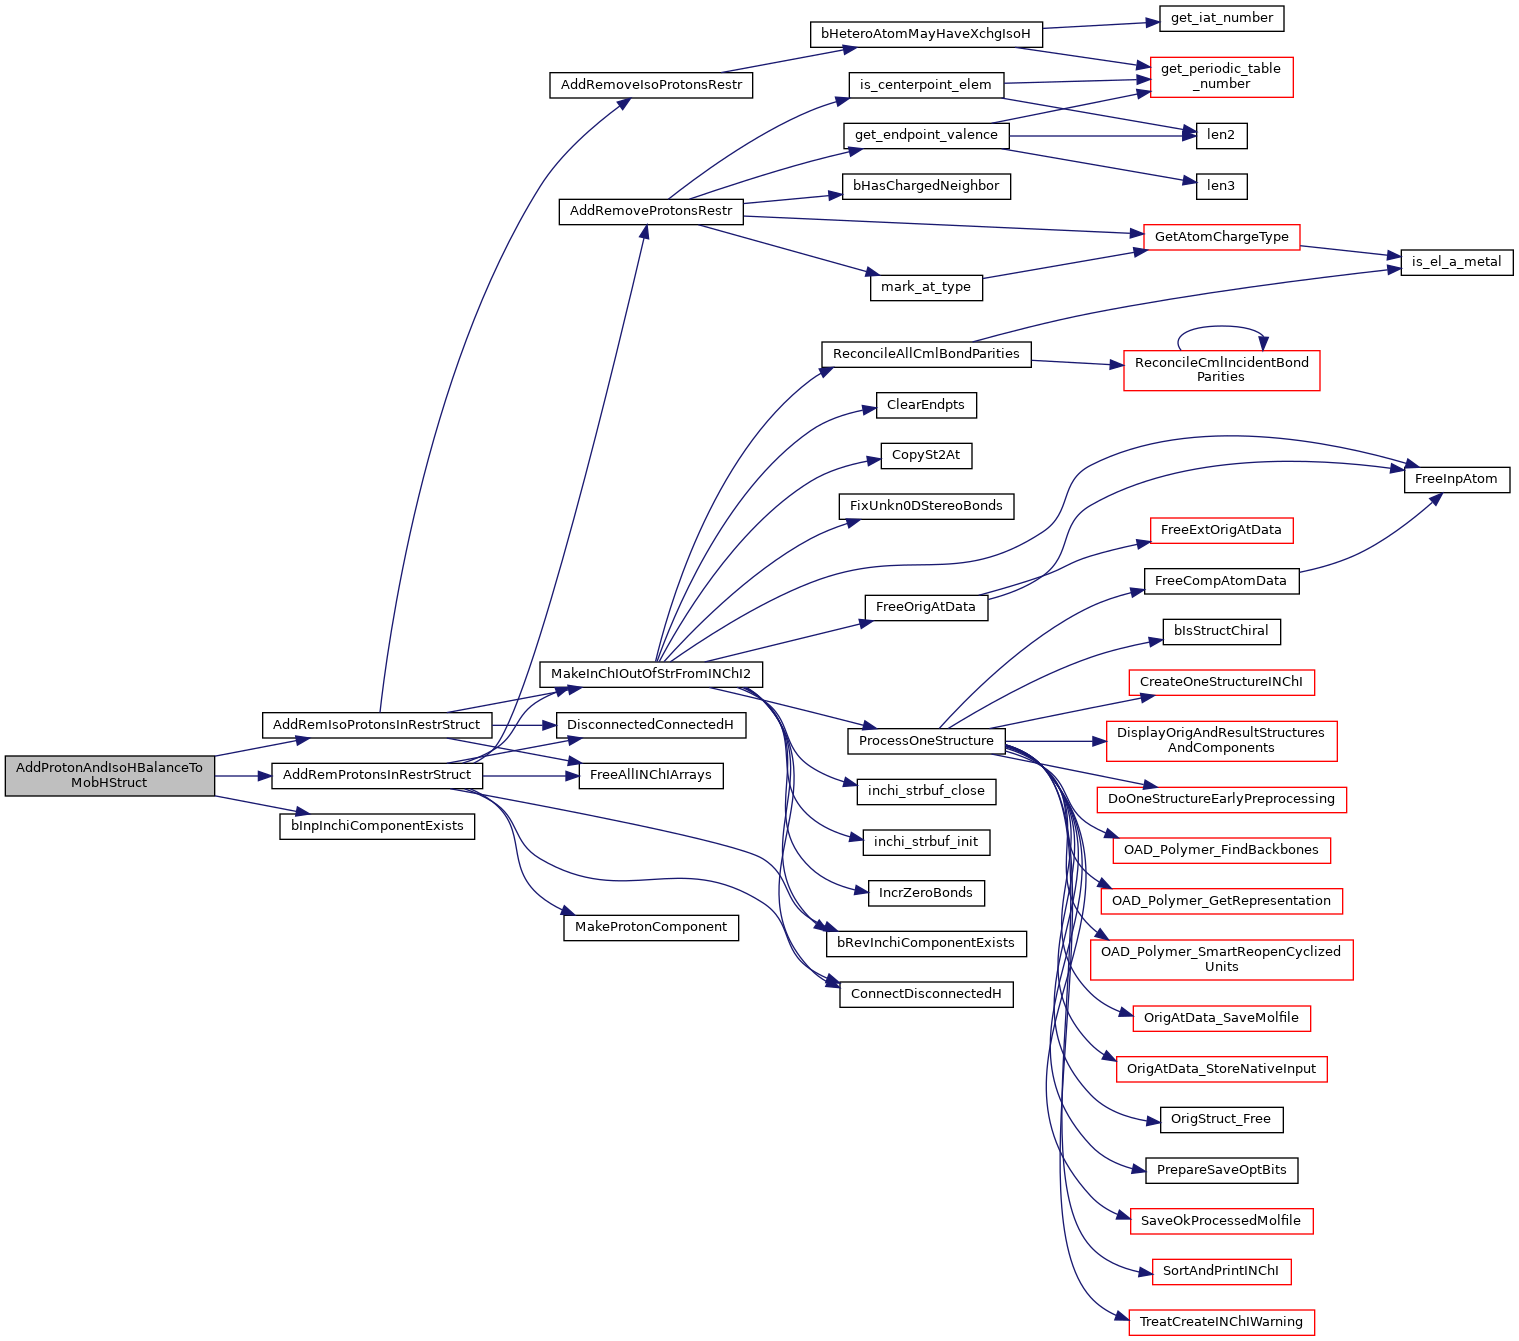 AddProtonAndIsoHBalanceTo
MobHStruct
AddRemIsoProtonsInRestrStruct
AddRemProtonsInRestrStruct
bInpInchiComponentExists
AddRemoveIsoProtonsRestr
AddRemoveProtonsRestr
MakeInChIOutOfStrFromINChI2
DisconnectedConnectedH
FreeAllINChIArrays
MakeProtonComponent
bHeteroAtomMayHaveXchgIsoH
is_centerpoint_elem
get_endpoint_valence
bHasChargedNeighbor
mark_at_type
ReconcileAllCmlBondParities
ClearEndpts
CopySt2At
FixUnkn0DStereoBonds
FreeOrigAtData
ProcessOneStructure
inchi_strbuf_close
inchi_strbuf_init
IncrZeroBonds
bRevInchiComponentExists
ConnectDisconnectedH
get_iat_number
get_periodic_table
_number
len2
len3
GetAtomChargeType
ReconcileCmlIncidentBond
Parities
FreeExtOrigAtData
FreeCompAtomData
bIsStructChiral
CreateOneStructureINChI
DisplayOrigAndResultStructures
AndComponents
DoOneStructureEarlyPreprocessing
OAD_Polymer_FindBackbones
OAD_Polymer_GetRepresentation
OAD_Polymer_SmartReopenCyclized
Units
OrigAtData_SaveMolfile
OrigAtData_StoreNativeInput
OrigStruct_Free
PrepareSaveOptBits
SaveOkProcessedMolfile
SortAndPrintINChI
TreatCreateINChIWarning
is_el_a_metal
FreeInpAtom